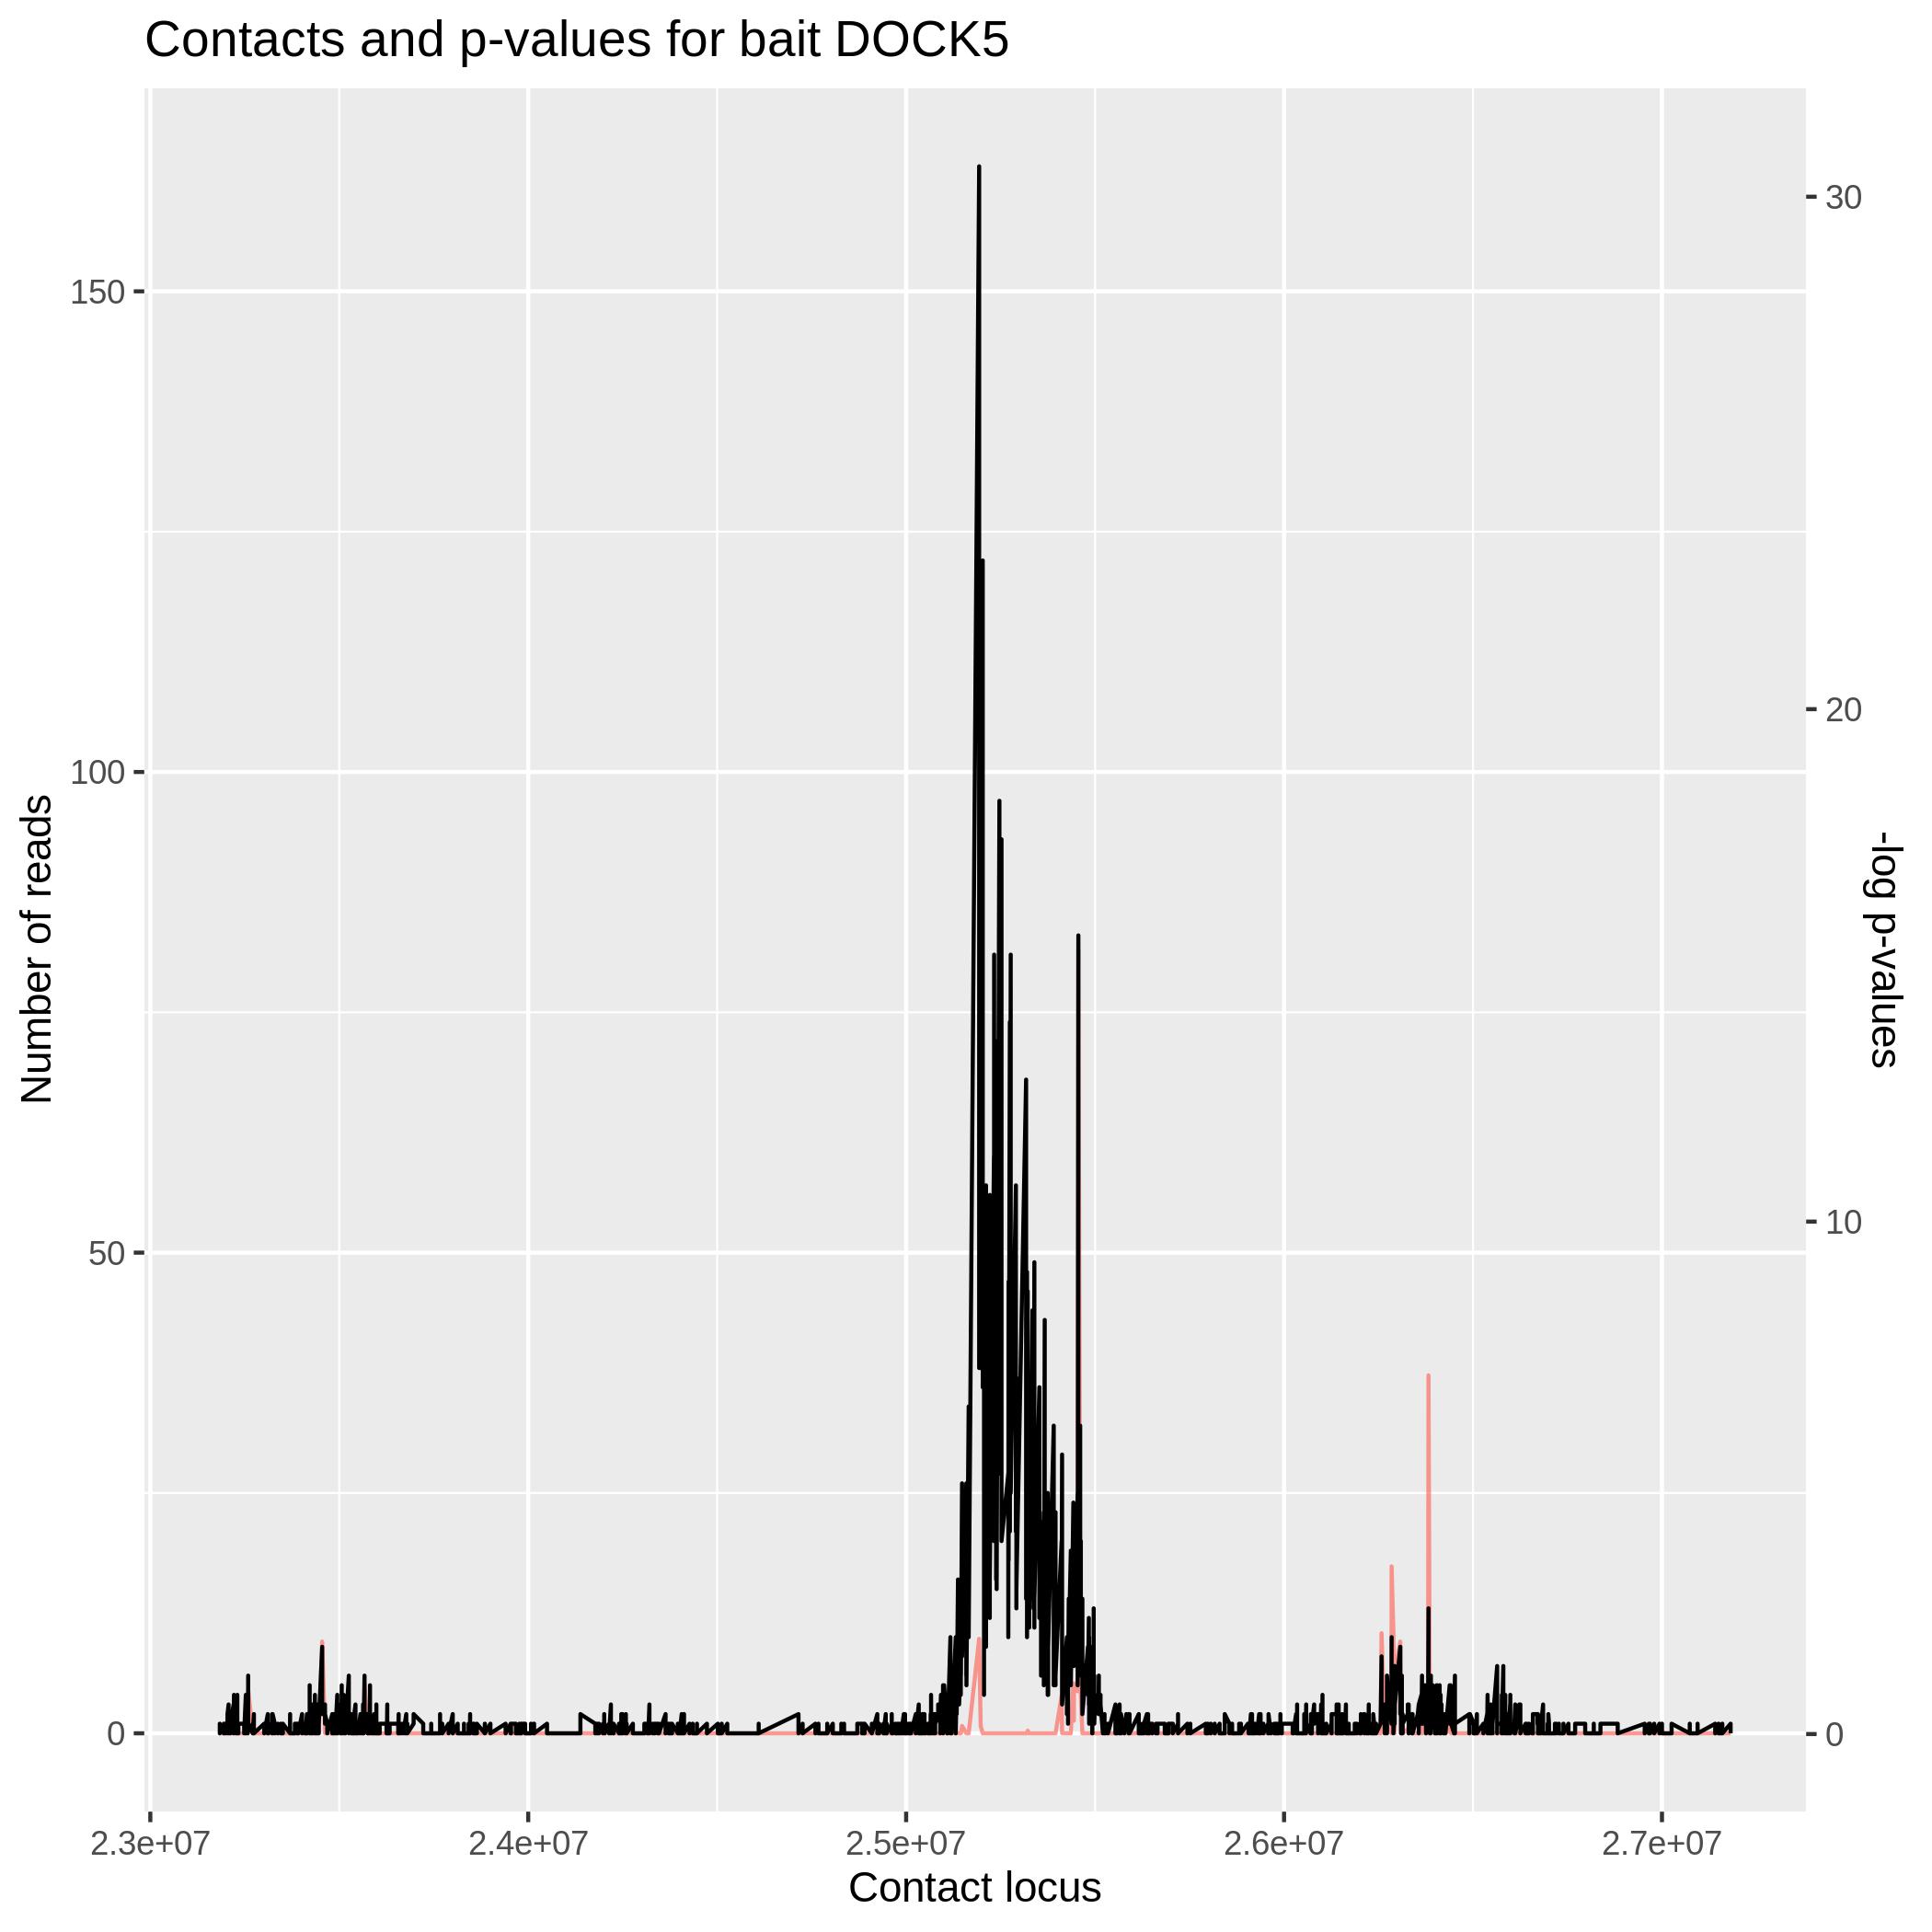 Contacts and p-values for bait DOCK5
150
100
50
0
Number of reads
30
20
10
0
-log p-values
2.3e+07 2.4e+07 2.5e+07 2.6e+07 2.7e+07
Contact locus